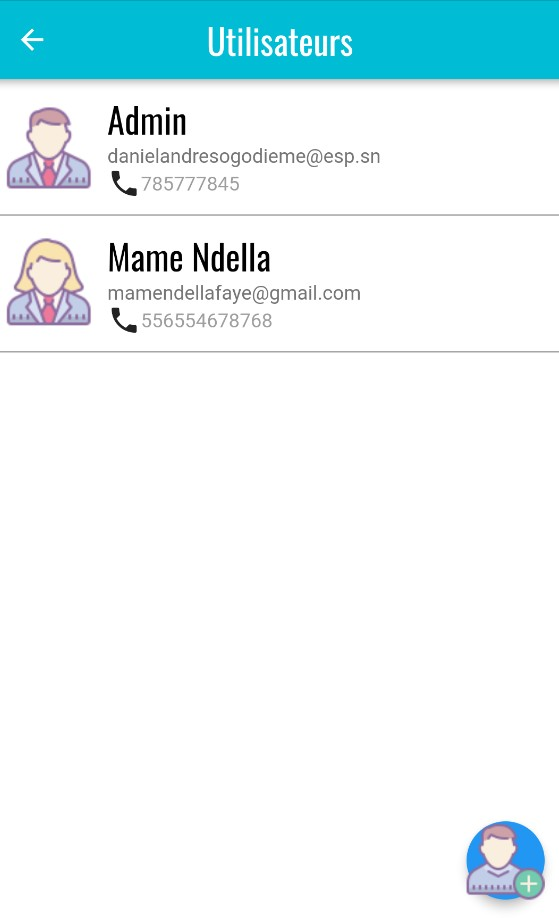 Utilisateurs
Admin
danielandresogodieme@esp.sn
785777845
Mame Ndella
mamendellafaye@gmail.com
556554678768